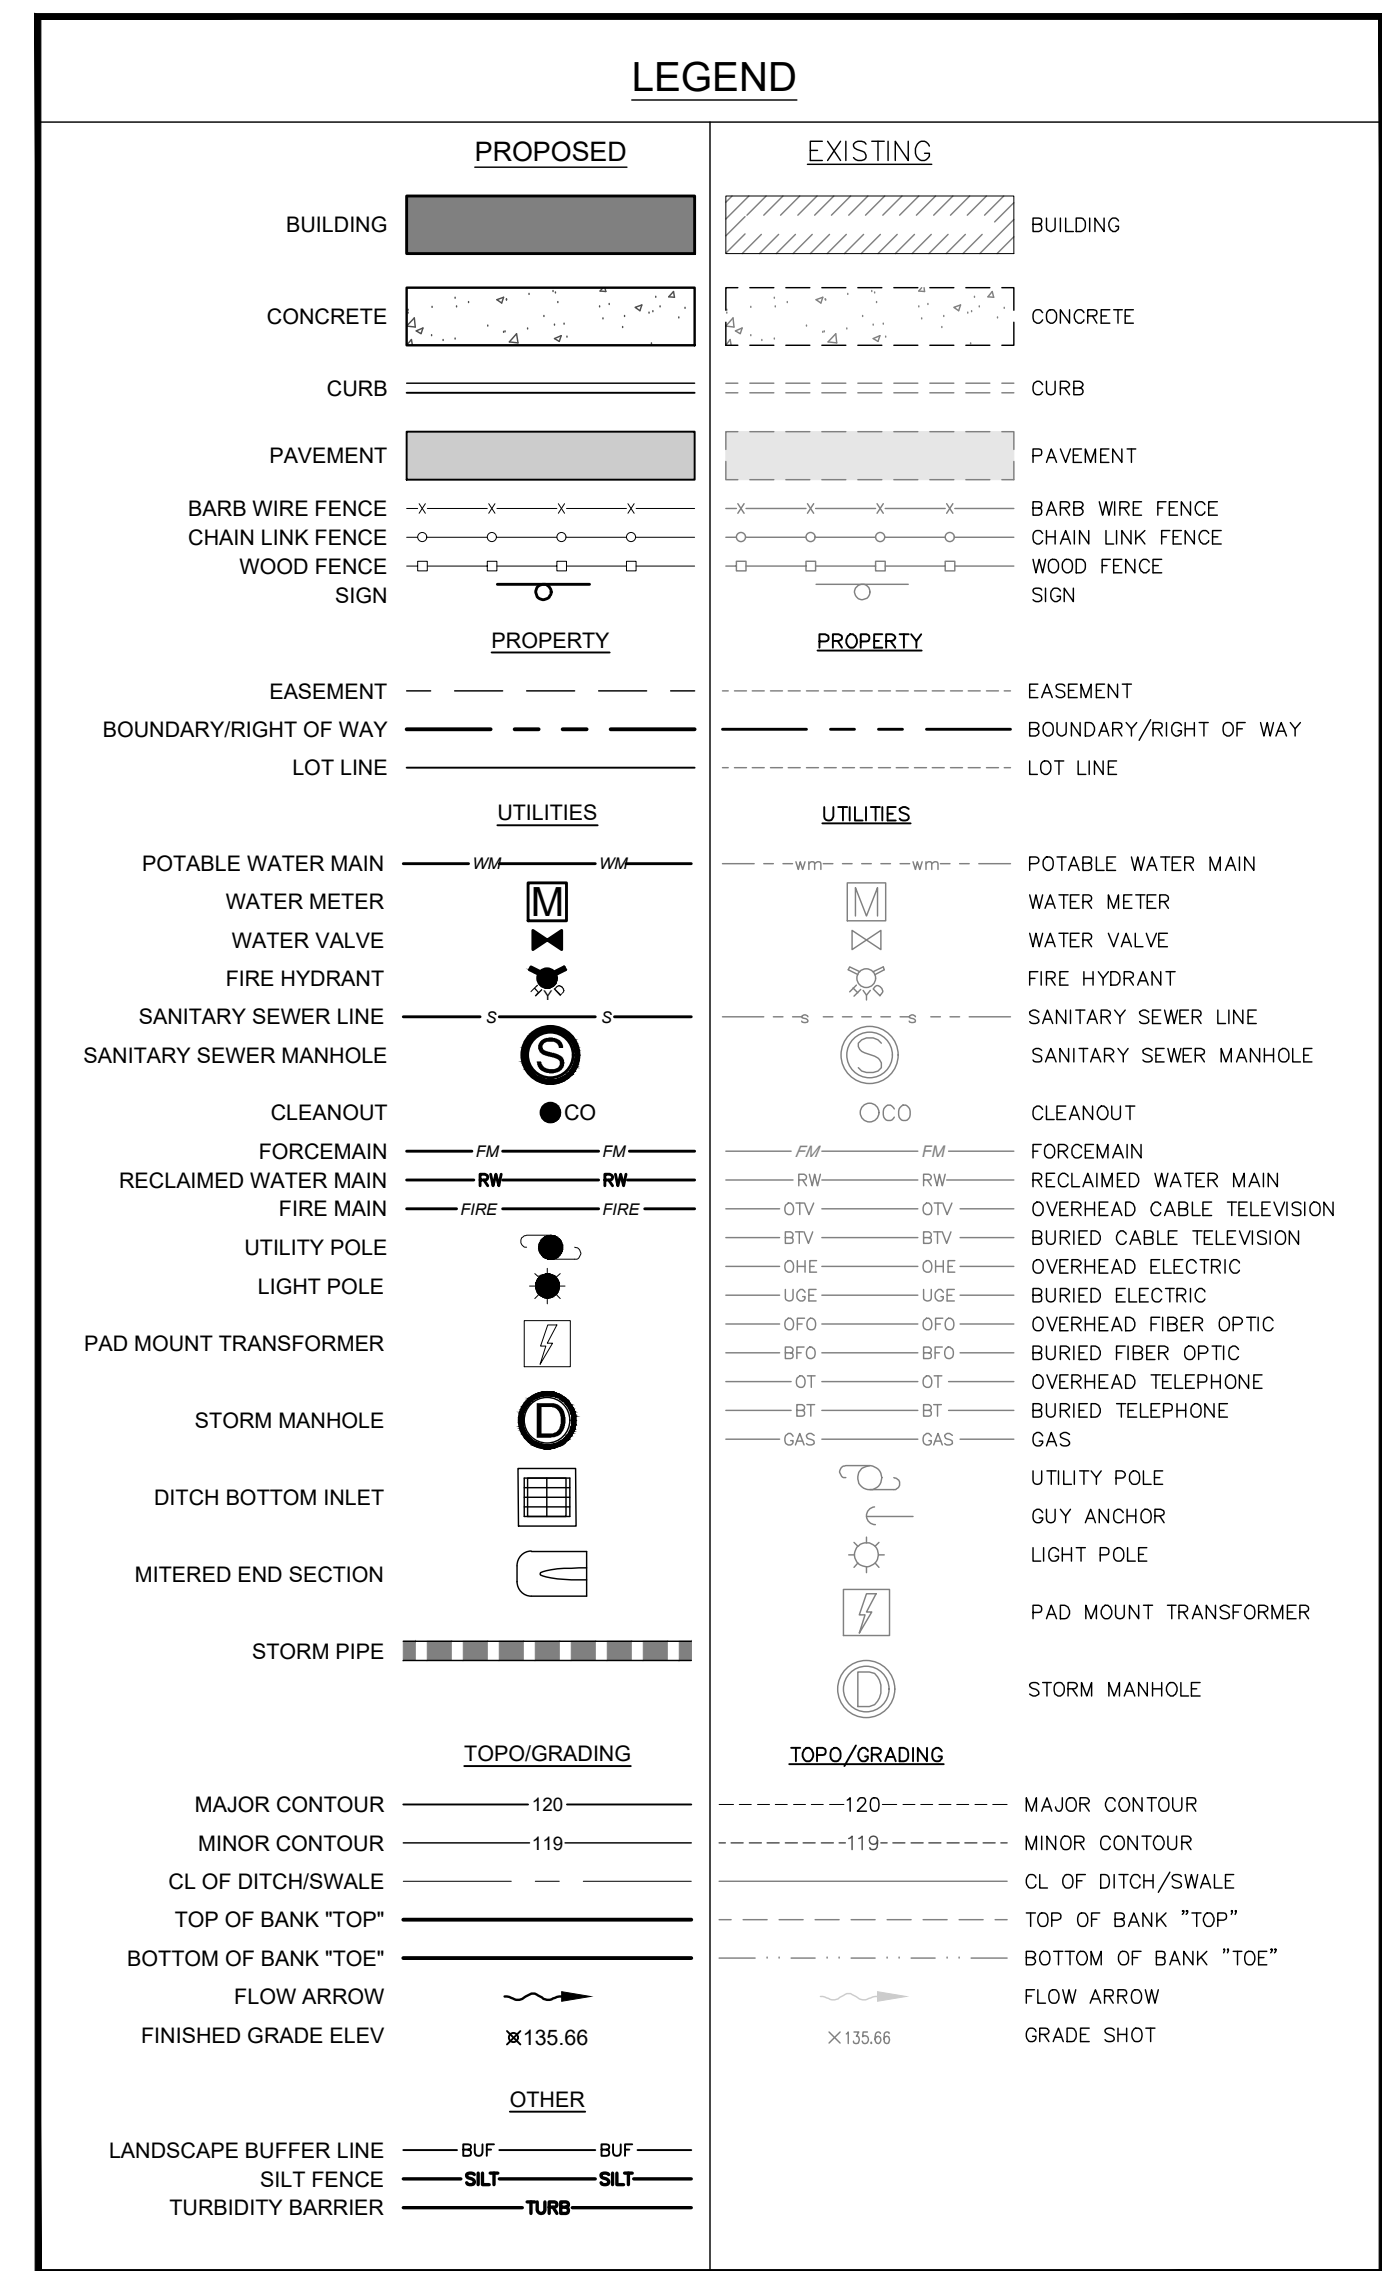 LEGEND
PROPOSED EXISTING
BUILDING BUILDING
CONCRETE CONCRETE
CURB CURB
PAVEMENT PAVEMENT
BARB WIRE FENCE X X X X X X X X BARB WIRE FENCE
CHAIN LINK FENCE CHAIN LINK FENCE
WOOD FENCE WOOD FENCE
SIGN SIGN
PROPERTY PROPERTY
EASEMENT EASEMENT
BOUNDARY/RIGHT OF WAY BOUNDARY/RIGHT OF WAY
LOT LINE LOT LINE
UTILITIES UTILITIES
POTABLE WATER MAIN WM WM wm wm POTABLE WATER MAIN
WATER METER M M WATER METER
WATER VALVE WATER VALVE
FIRE HYDRANT HYD HYD FIRE HYDRANT
SANITARY SEWER LINE S S s s SANITARY SEWER LINE
SANITARY SEWER MANHOLE S S SANITARY SEWER MANHOLE
CLEANOUT CO CO CLEANOUT
FORCEMAIN FM FM FM FM FORCEMAIN
RECLAIMED WATER MAIN RW RW RW RW RECLAIMED WATER MAIN
FIRE MAIN FIRE FIRE OTV OTV OVERHEAD CABLE TELEVISION
BTV BTV BURIED CABLE TELEVISION
UTILITY POLE
OHE OHE OVERHEAD ELECTRIC
LIGHT POLE
UGE UGE BURIED ELECTRIC
OFO OFO OVERHEAD FIBER OPTIC
PAD MOUNT TRANSFORMER
BFO BFO BURIED FIBER OPTIC
OT OT OVERHEAD TELEPHONE
BT BT BURIED TELEPHONE
STORM MANHOLE D
GAS GAS GAS
UTILITY POLE
DITCH BOTTOM INLET
GUY ANCHOR
LIGHT POLE
MITERED END SECTION
PAD MOUNT TRANSFORMER
STORM PIPE
D STORM MANHOLE
TOPO/GRADING TOPO/GRADING
MAJOR CONTOUR 120 120 MAJOR CONTOUR
MINOR CONTOUR 119 119 MINOR CONTOUR
CL OF DITCH/SWALE CL OF DITCH/SWALE
TOP OF BANK "TOP" TOP OF BANK "TOP"
BOTTOM OF BANK "TOE" BOTTOM OF BANK "TOE"
FLOW ARROW FLOW ARROW
FINISHED GRADE ELEV 135.66 135.66 GRADE SHOT
OTHER
LANDSCAPE BUFFER LINE BUF BUF
SILT FENCE SILT SILT
TURBIDITY BARRIER TURB